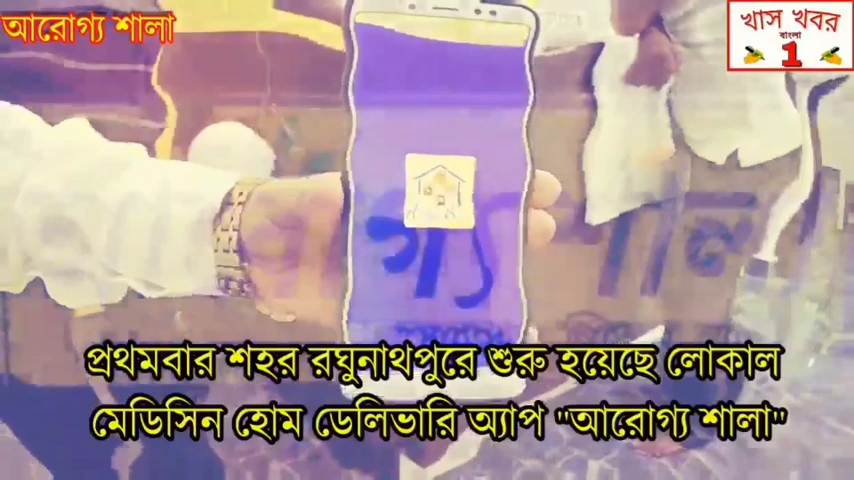 আরোগ্য শালা
খাস খবর
বাংলা
1
প্রথমবার শহর রঘুনাথপুরে শুরু হয়েছে লোকাল
মেডিসিন হোম ডেলিভারি অ্যাপ "আরোগ্য শালা"